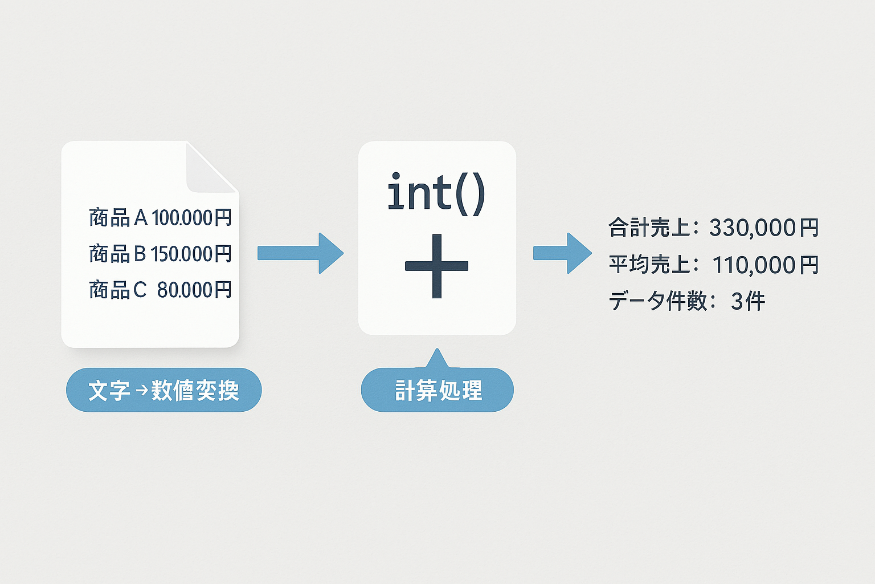 商品A 100.000円
商品B 150.000円
商品C 80.000円
文字→数値変換
int()
+
計算処理
合計売上: 330,000円
平均売上: 110,000円
データ件数: 3件